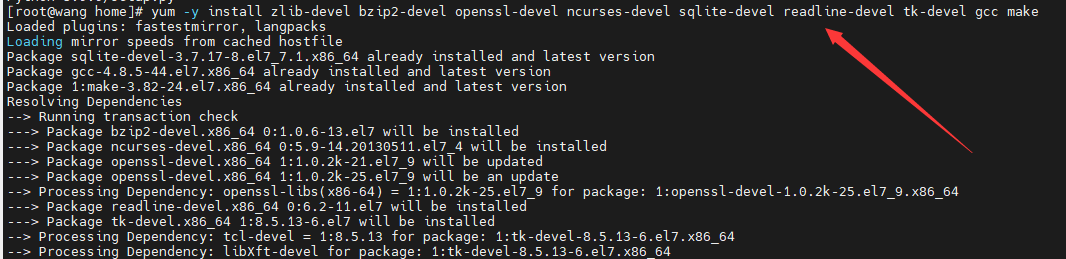 [root@wang home]# yum -y install zlib-devel bzip2-devel openssl-devel ncurses-devel sqlite-devel readline-devel tk-devel gcc make
Loaded plugins: fastestmirror, langpacks
Loading mirror speeds from cached hostfile
Package sqlite-devel-3.7.17-8.el7_7.1.x86_64 already installed and latest version
Package gcc-4.8.5-44.el7.x86_64 already installed and latest version
Package 1:make-3.82-24.el7.x86_64 already installed and latest version
Resolving Dependencies
--> Running transaction check
---> Package bzip2-devel.x86_64 0:1.0.6-13.el7 will be installed
---> Package ncurses-devel.x86_64 0:5.9-14.20130511.el7_4 will be installed
---> Package openssl-devel.x86_64 1:1.0.2k-21.el7_9 will be updated
---> Package openssl-devel.x86_64 1:1.0.2k-25.el7_9 will be an update
--> Processing Dependency: openssl-libs(x86-64) = 1:1.0.2k-25.el7_9 for package: 1:openssl-devel-1.0.2k-25.el7_9.x86_64
---> Package readline-devel.x86_64 0:6.2-11.el7 will be installed
---> Package tk-devel.x86_64 1:8.5.13-6.el7 will be installed
--> Processing Dependency: tcl-devel = 1:8.5.13 for package: 1:tk-devel-8.5.13-6.el7.x86_64
--> Processing Dependency: libXft-devel for package: 1:tk-devel-8.5.13-6.el7.x86_64